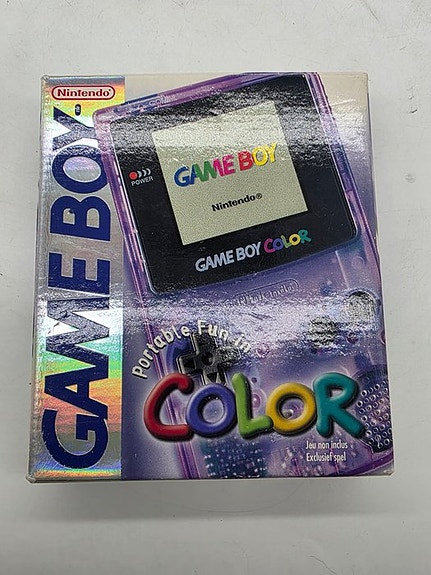 Nintendo®
GAME BOY
POWER
GAME BOY
Nintendo®
GAME BOY COLOR
Portable Fun in
COLOR
Jeu non inclus
Exclusief spel